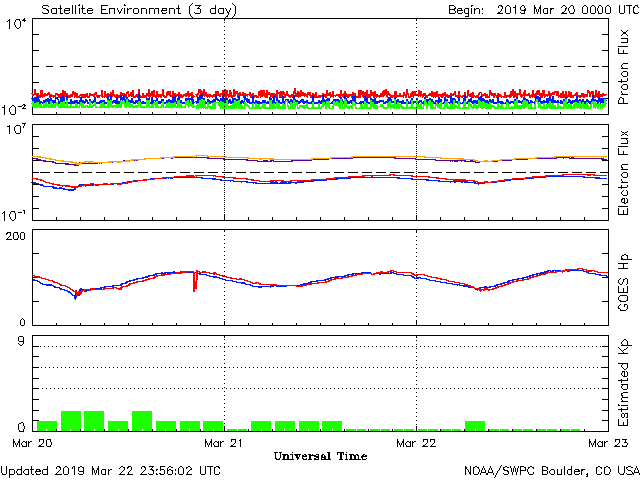 Satellite Environment (3 day)
Begin: 2019 Mar 20 0000 UTC
10^4
10^-2
Proton Flux
10^7
10^-1
Electron Flux
200
0
GOES Hp
9
0
Estimated Kp
Mar 20 Mar 21 Mar 22 Mar 23
Universal Time
Updated 2019 Mar 22 23:56:02 UTC
NOAA/SWPC Boulder, CO USA